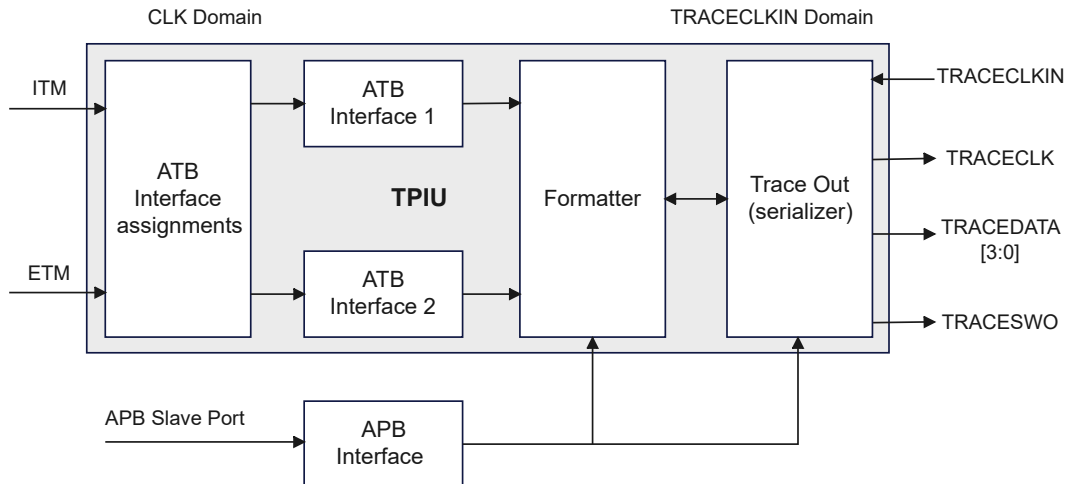 CLK Domain
TRACECLKIN Domain
ITM
ETM
ATB
Interface
assignments
ATB
Interface 1
TPIU
ATB
Interface 2
Formatter
Trace Out
(serializer)
TRACECLKIN
TRACECLK
TRACEDATA
[3:0]
TRACESWO
APB Slave Port
APB
Interface